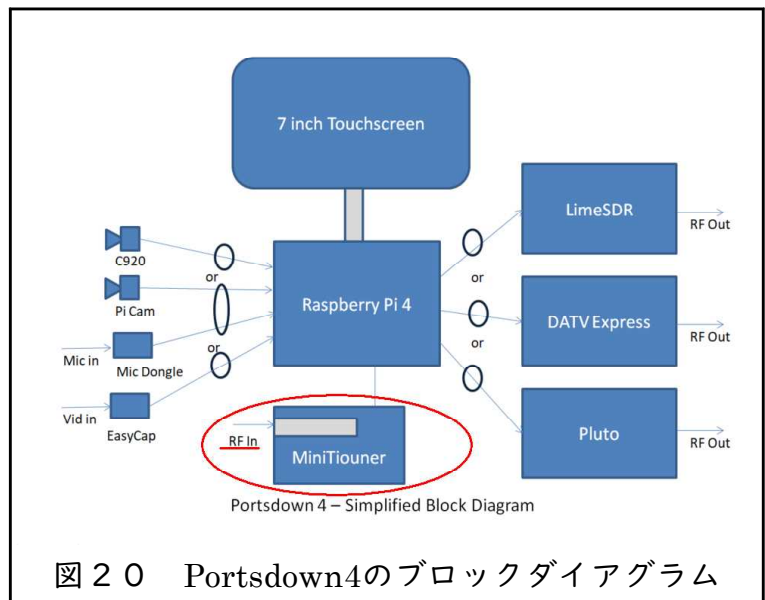 7 inch Touchscreen
LimeSDR
RF Out
C920
or
or
Pi Cam
Raspberry Pi 4
DATV Express
RF Out
or
or
Mic in
Mic Dongle
Vid in
EasyCap
RF In
MiniTiouner
Pluto
RF Out
Portsdown 4 – Simplified Block Diagram
図２０　Portsdown4のブロックダイアグラム